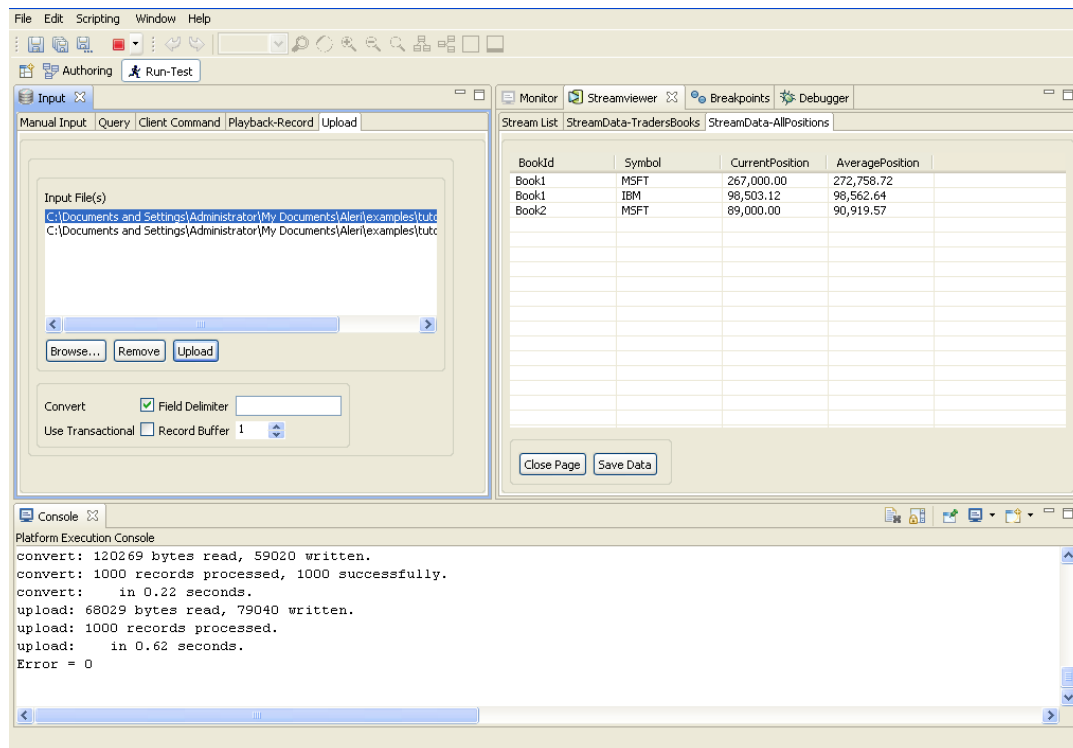 File Edit Scripting Window Help
Authoring Run-Test
Input
Manual Input Query Client Command Playback-Record Upload
Input File(s)
C:\Documents and Settings\Administrator\My Documents\Aleri\examples\tuto
C:\Documents and Settings\Administrator\My Documents\Aleri\examples\tuto
Browse... Remove Upload
Convert Field Delimiter
Use Transactional Record Buffer 1
Monitor Streamviewer Breakpoints Debugger
Stream List StreamData-TradersBooks StreamData-AllPositions
BookId Symbol CurrentPosition AveragePosition
Book1 MSFT 267,000.00 272,758.72
Book1 IBM 98,503.12 98,562.64
Book2 MSFT 89,000.00 90,919.57
Close Page Save Data
Console
Platform Execution Console
convert: 120269 bytes read, 59020 written.
convert: 1000 records processed, 1000 successfully.
convert: in 0.22 seconds.
upload: 68029 bytes read, 79040 written.
upload: 1000 records processed.
upload: in 0.62 seconds.
Error = 0